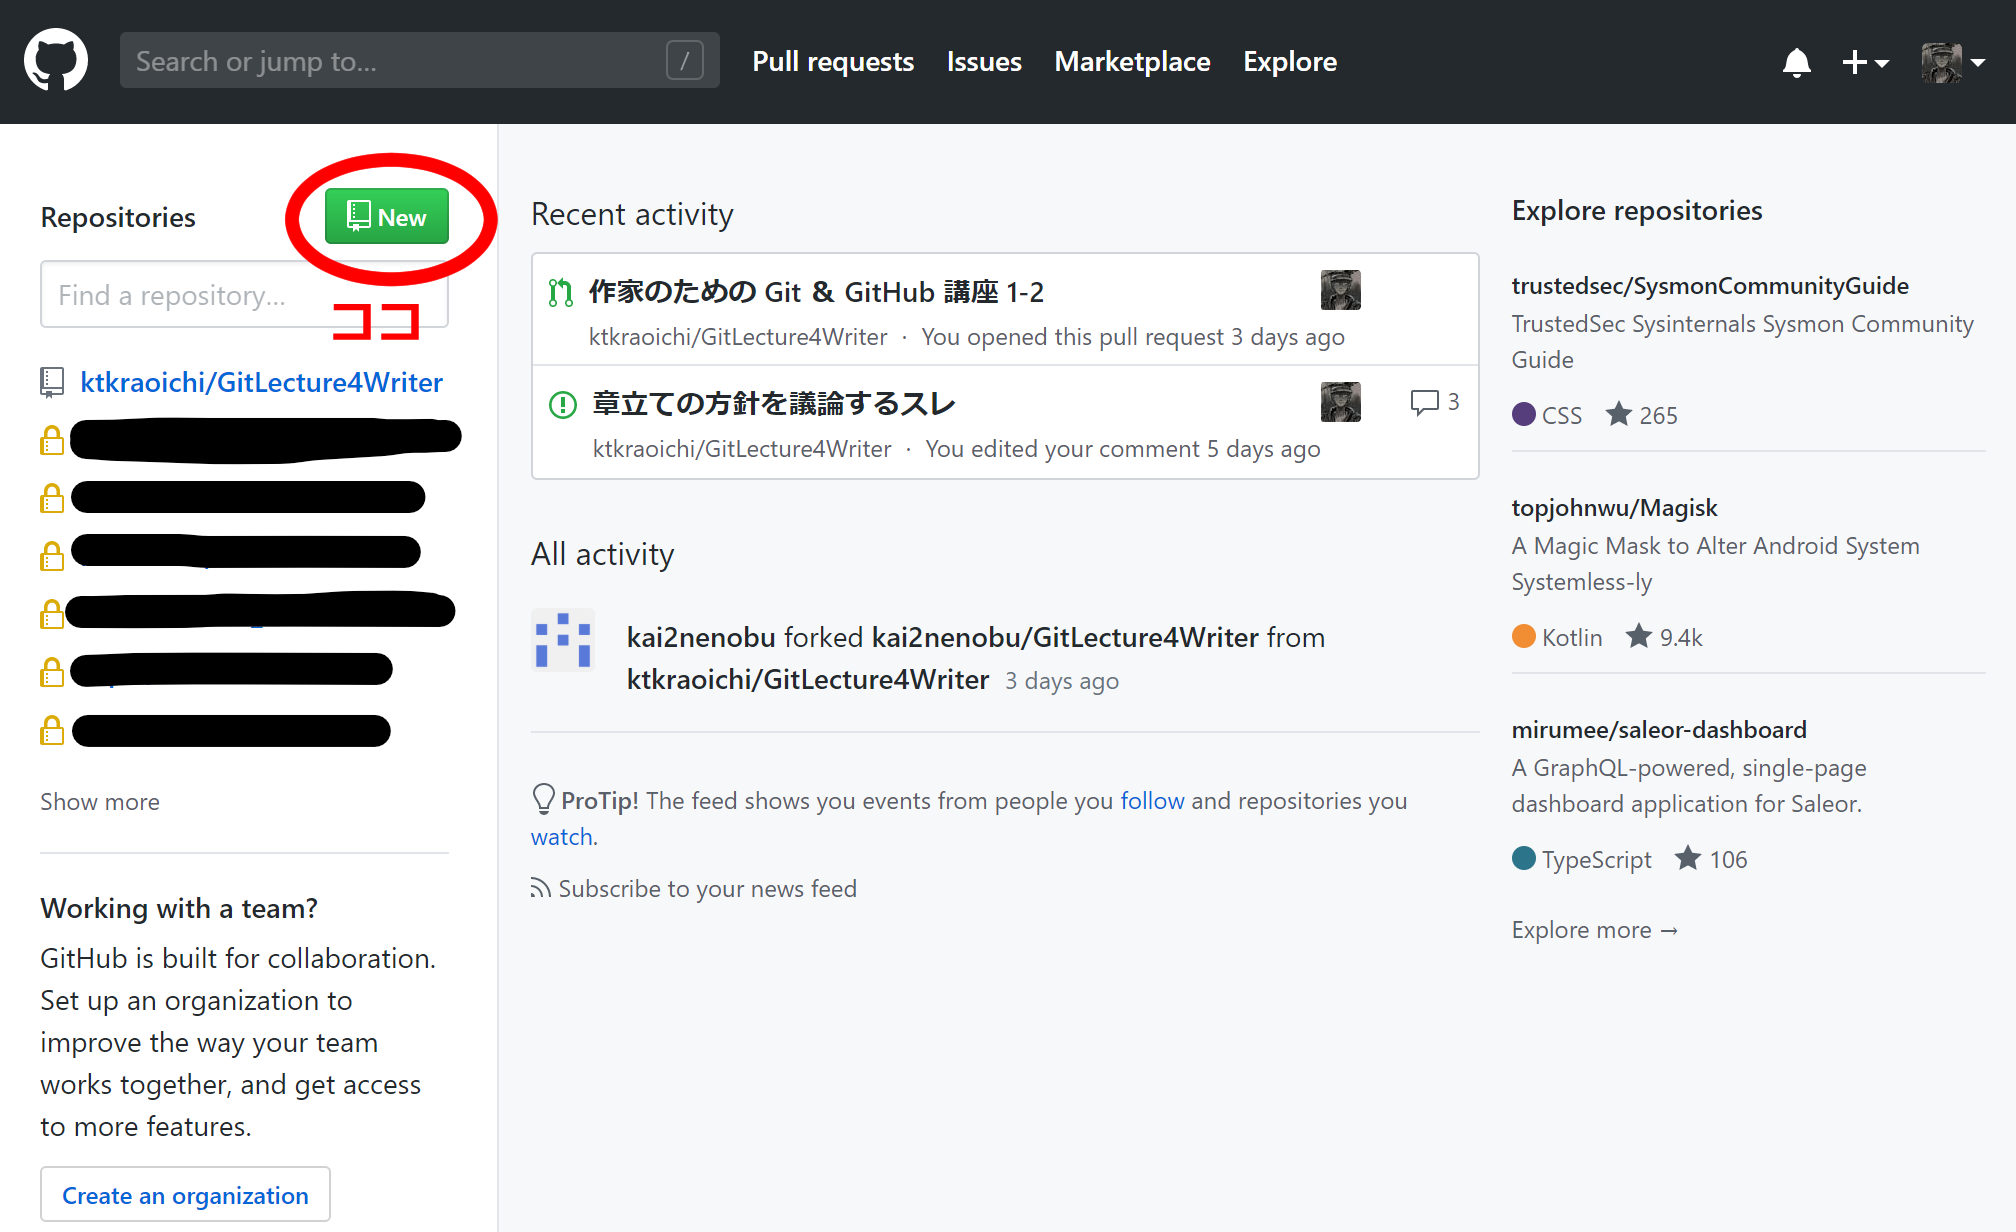 Search or jump to...
/
Pull requests
Issues
Marketplace
Explore
Repositories
New
Find a repository...
ココ
ktkraoichi/GitLecture4Writer
Show more
Working with a team?
GitHub is built for collaboration.
Set up an organization to
improve the way your team
works together, and get access
to more features.
Create an organization
Recent activity
作家のための Git & GitHub 講座 1-2
ktkraoichi/GitLecture4Writer · You opened this pull request 3 days ago
章立ての方針を議論するスレ
3
ktkraoichi/GitLecture4Writer · You edited your comment 5 days ago
All activity
kai2nenobu forked kai2nenobu/GitLecture4Writer from
ktkraoichi/GitLecture4Writer 3 days ago
ProTip! The feed shows you events from people you follow and repositories you
watch.
Subscribe to your news feed
Explore repositories
trustedsec/SysmonCommunityGuide
TrustedSec Sysinternals Sysmon Community
Guide
CSS 265
topjohnwu/Magisk
A Magic Mask to Alter Android System
Systemless-ly
Kotlin 9.4k
mirumee/saleor-dashboard
A GraphQL-powered, single-page
dashboard application for Saleor.
TypeScript 106
Explore more →